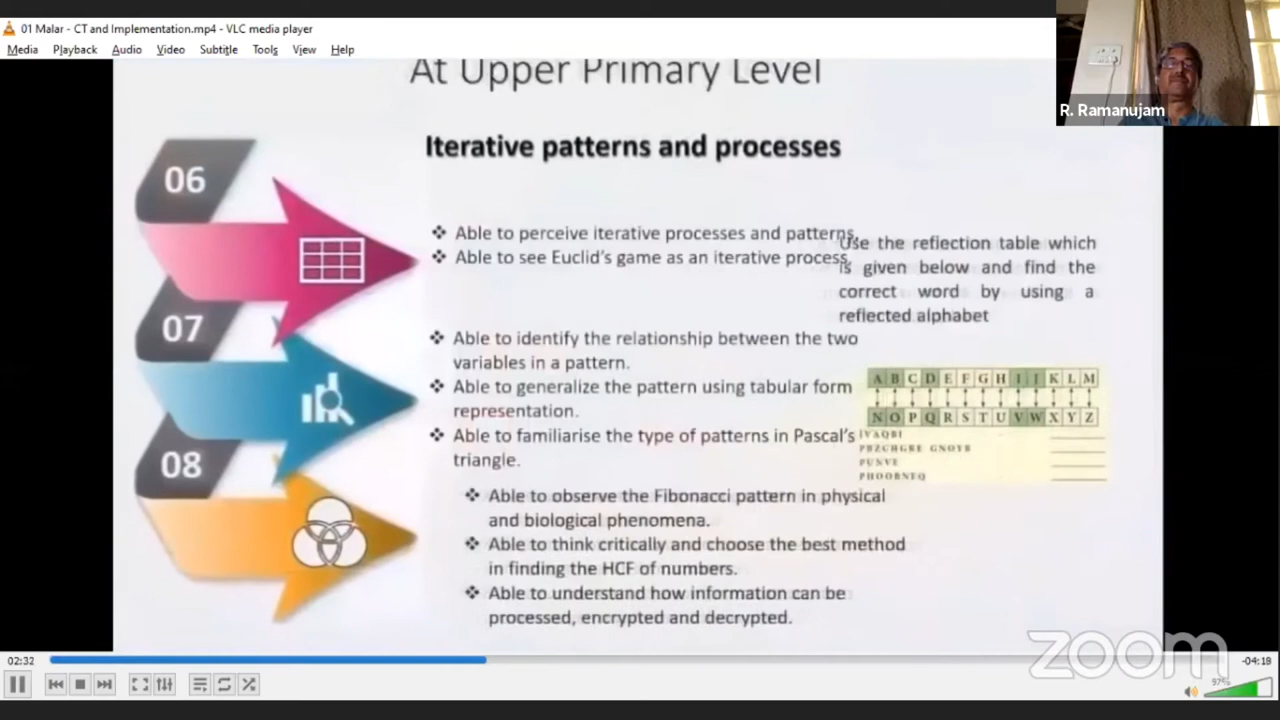 01 Malar - CT and Implementation.mp4 - VLC media player
Media Playback Audio Video Subtitle Tools View Help
R. Ramanujam
At Upper Primary Level
Iterative patterns and processes
06
❖ Able to perceive iterative processes and patterns.
❖ Able to see Euclid's game as an iterative process.
Use the reflection table which
is given below and find the
correct word by using a
reflected alphabet
07
❖ Able to identify the relationship between the two
variables in a pattern.
❖ Able to generalize the pattern using tabular form
representation.
❖ Able to familiarise the type of patterns in Pascal's
triangle.
A B C D E F G H I J K L M
N O P Q R S T U V W X Y Z
IVAQBI
PBZCHGRE GNOYR
PUNVE
PHOOBNEQ
08
❖ Able to observe the Fibonacci pattern in physical
and biological phenomena.
❖ Able to think critically and choose the best method
in finding the HCF of numbers.
❖ Able to understand how information can be
processed, encrypted and decrypted.
zoom
02:32
-04:18
97%